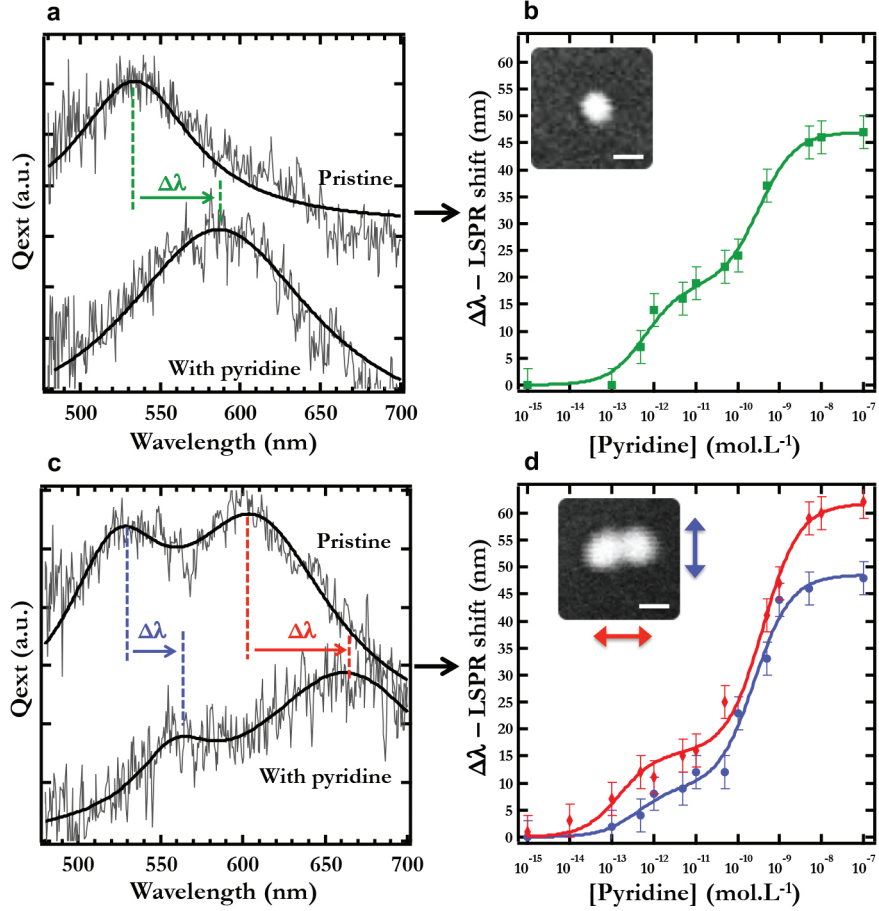 a
Qext (a.u.)
Δλ
Pristine
With pyridine
500 550 600 650 700
Wavelength (nm)
b
Δλ – LSPR shift (nm)
60
55
50
45
40
35
30
25
20
15
10
5
0
10⁻¹⁵ 10⁻¹⁴ 10⁻¹³ 10⁻¹² 10⁻¹¹ 10⁻¹⁰ 10⁻⁹ 10⁻⁸ 10⁻⁷
[Pyridine] (mol.L⁻¹)
c
Qext (a.u.)
Pristine
Δλ
Δλ
With pyridine
500 550 600 650 700
Wavelength (nm)
d
Δλ – LSPR shift (nm)
60
55
50
45
40
35
30
25
20
15
10
5
0
10⁻¹⁵ 10⁻¹⁴ 10⁻¹³ 10⁻¹² 10⁻¹¹ 10⁻¹⁰ 10⁻⁹ 10⁻⁸ 10⁻⁷
[Pyridine] (mol.L⁻¹)